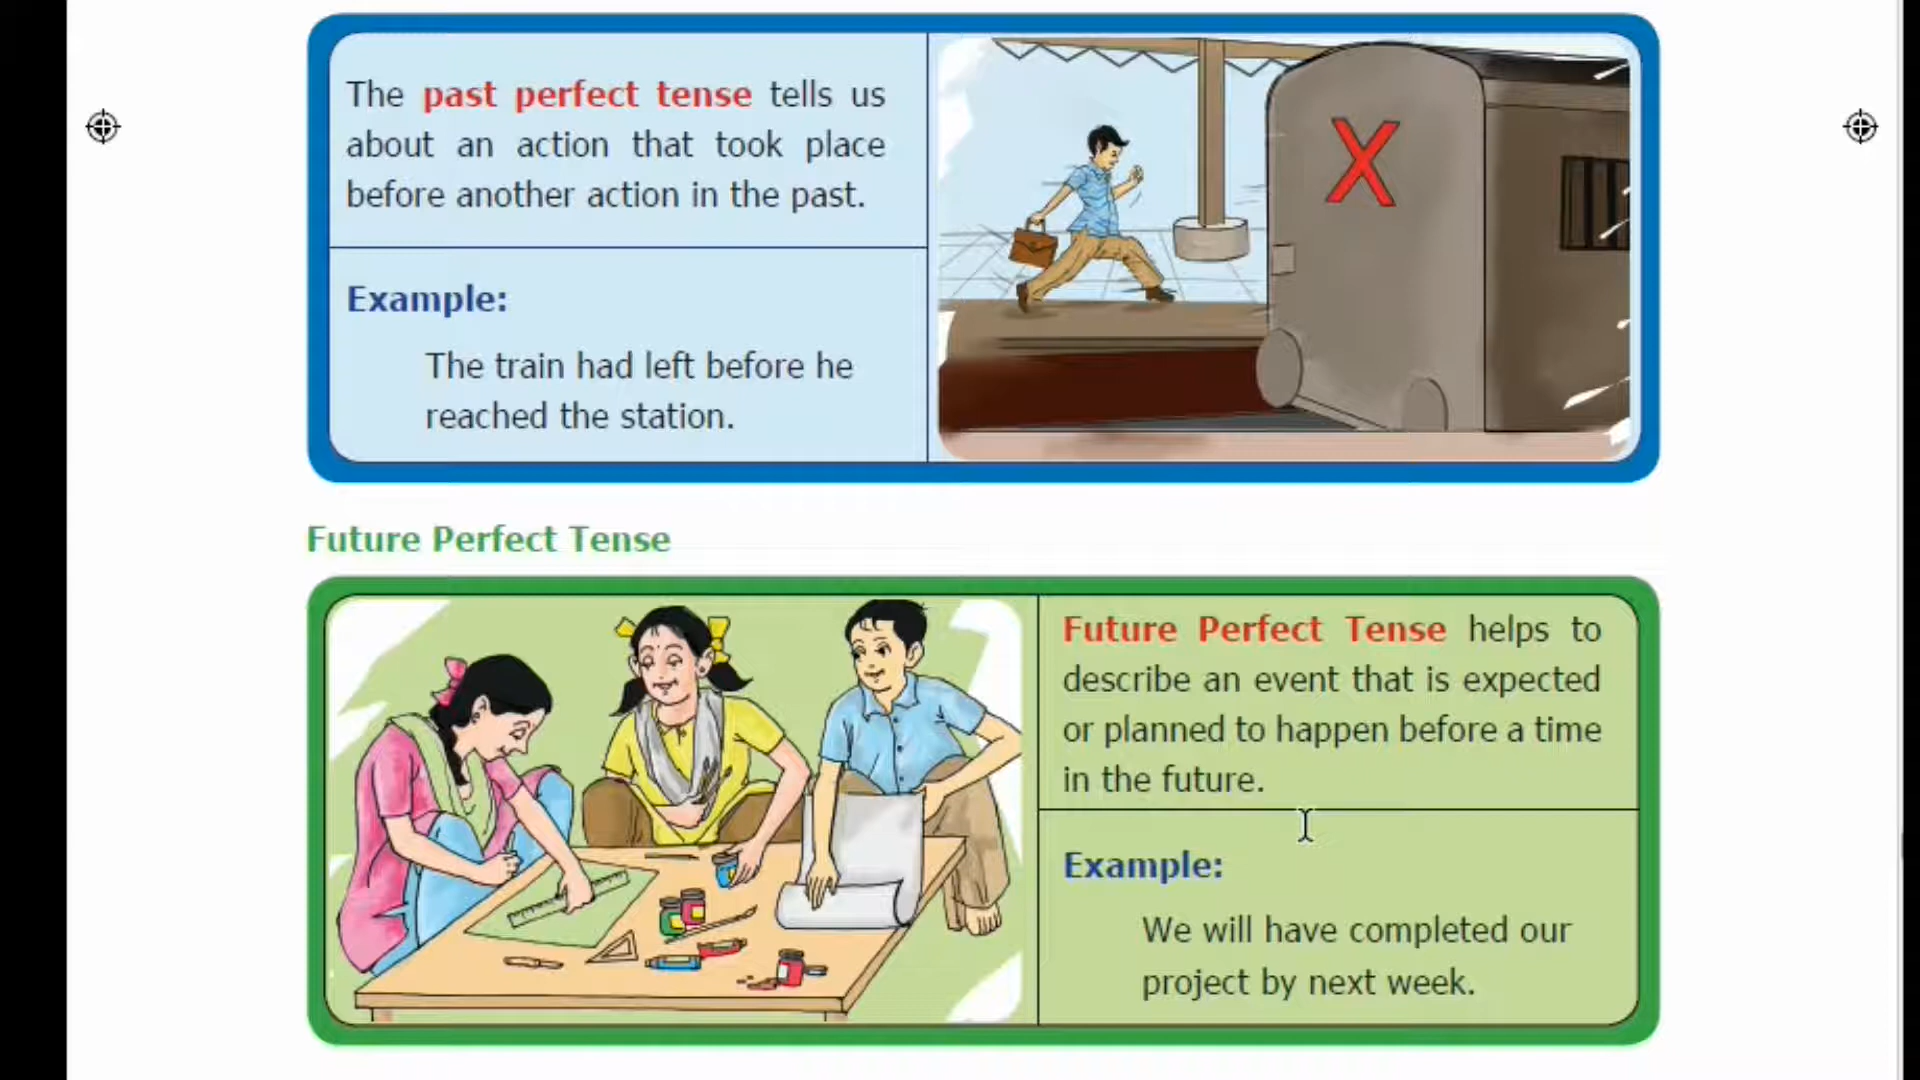 The past perfect tense tells us
about an action that took place
before another action in the past.
Example:
The train had left before he
reached the station.
X
Future Perfect Tense
Future Perfect Tense helps to
describe an event that is expected
or planned to happen before a time
in the future.
Example:
We will have completed our
project by next week.